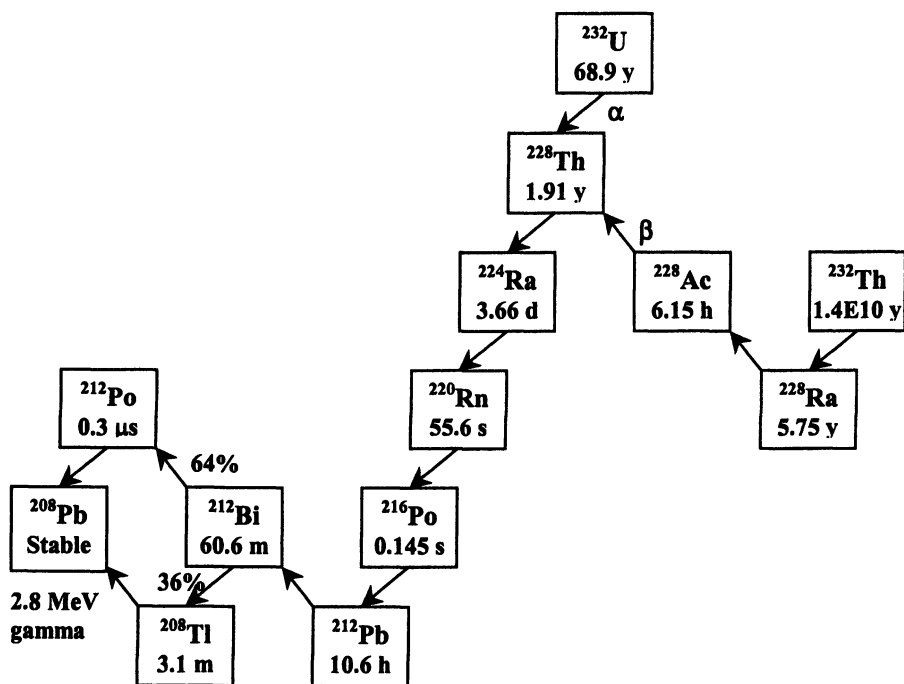 ²³²U
68.9 y
α
²²⁸Th
1.91 y
β
²²⁴Ra
3.66 d
²²⁸Ac
6.15 h
²³²Th
1.4E10 y
²¹²Po
0.3 μs
²²⁰Rn
55.6 s
²²⁸Ra
5.75 y
64%
²⁰⁸Pb
Stable
²¹²Bi
60.6 m
²¹⁶Po
0.145 s
36%
2.8 MeV
gamma
²⁰⁸Tl
3.1 m
²¹²Pb
10.6 h